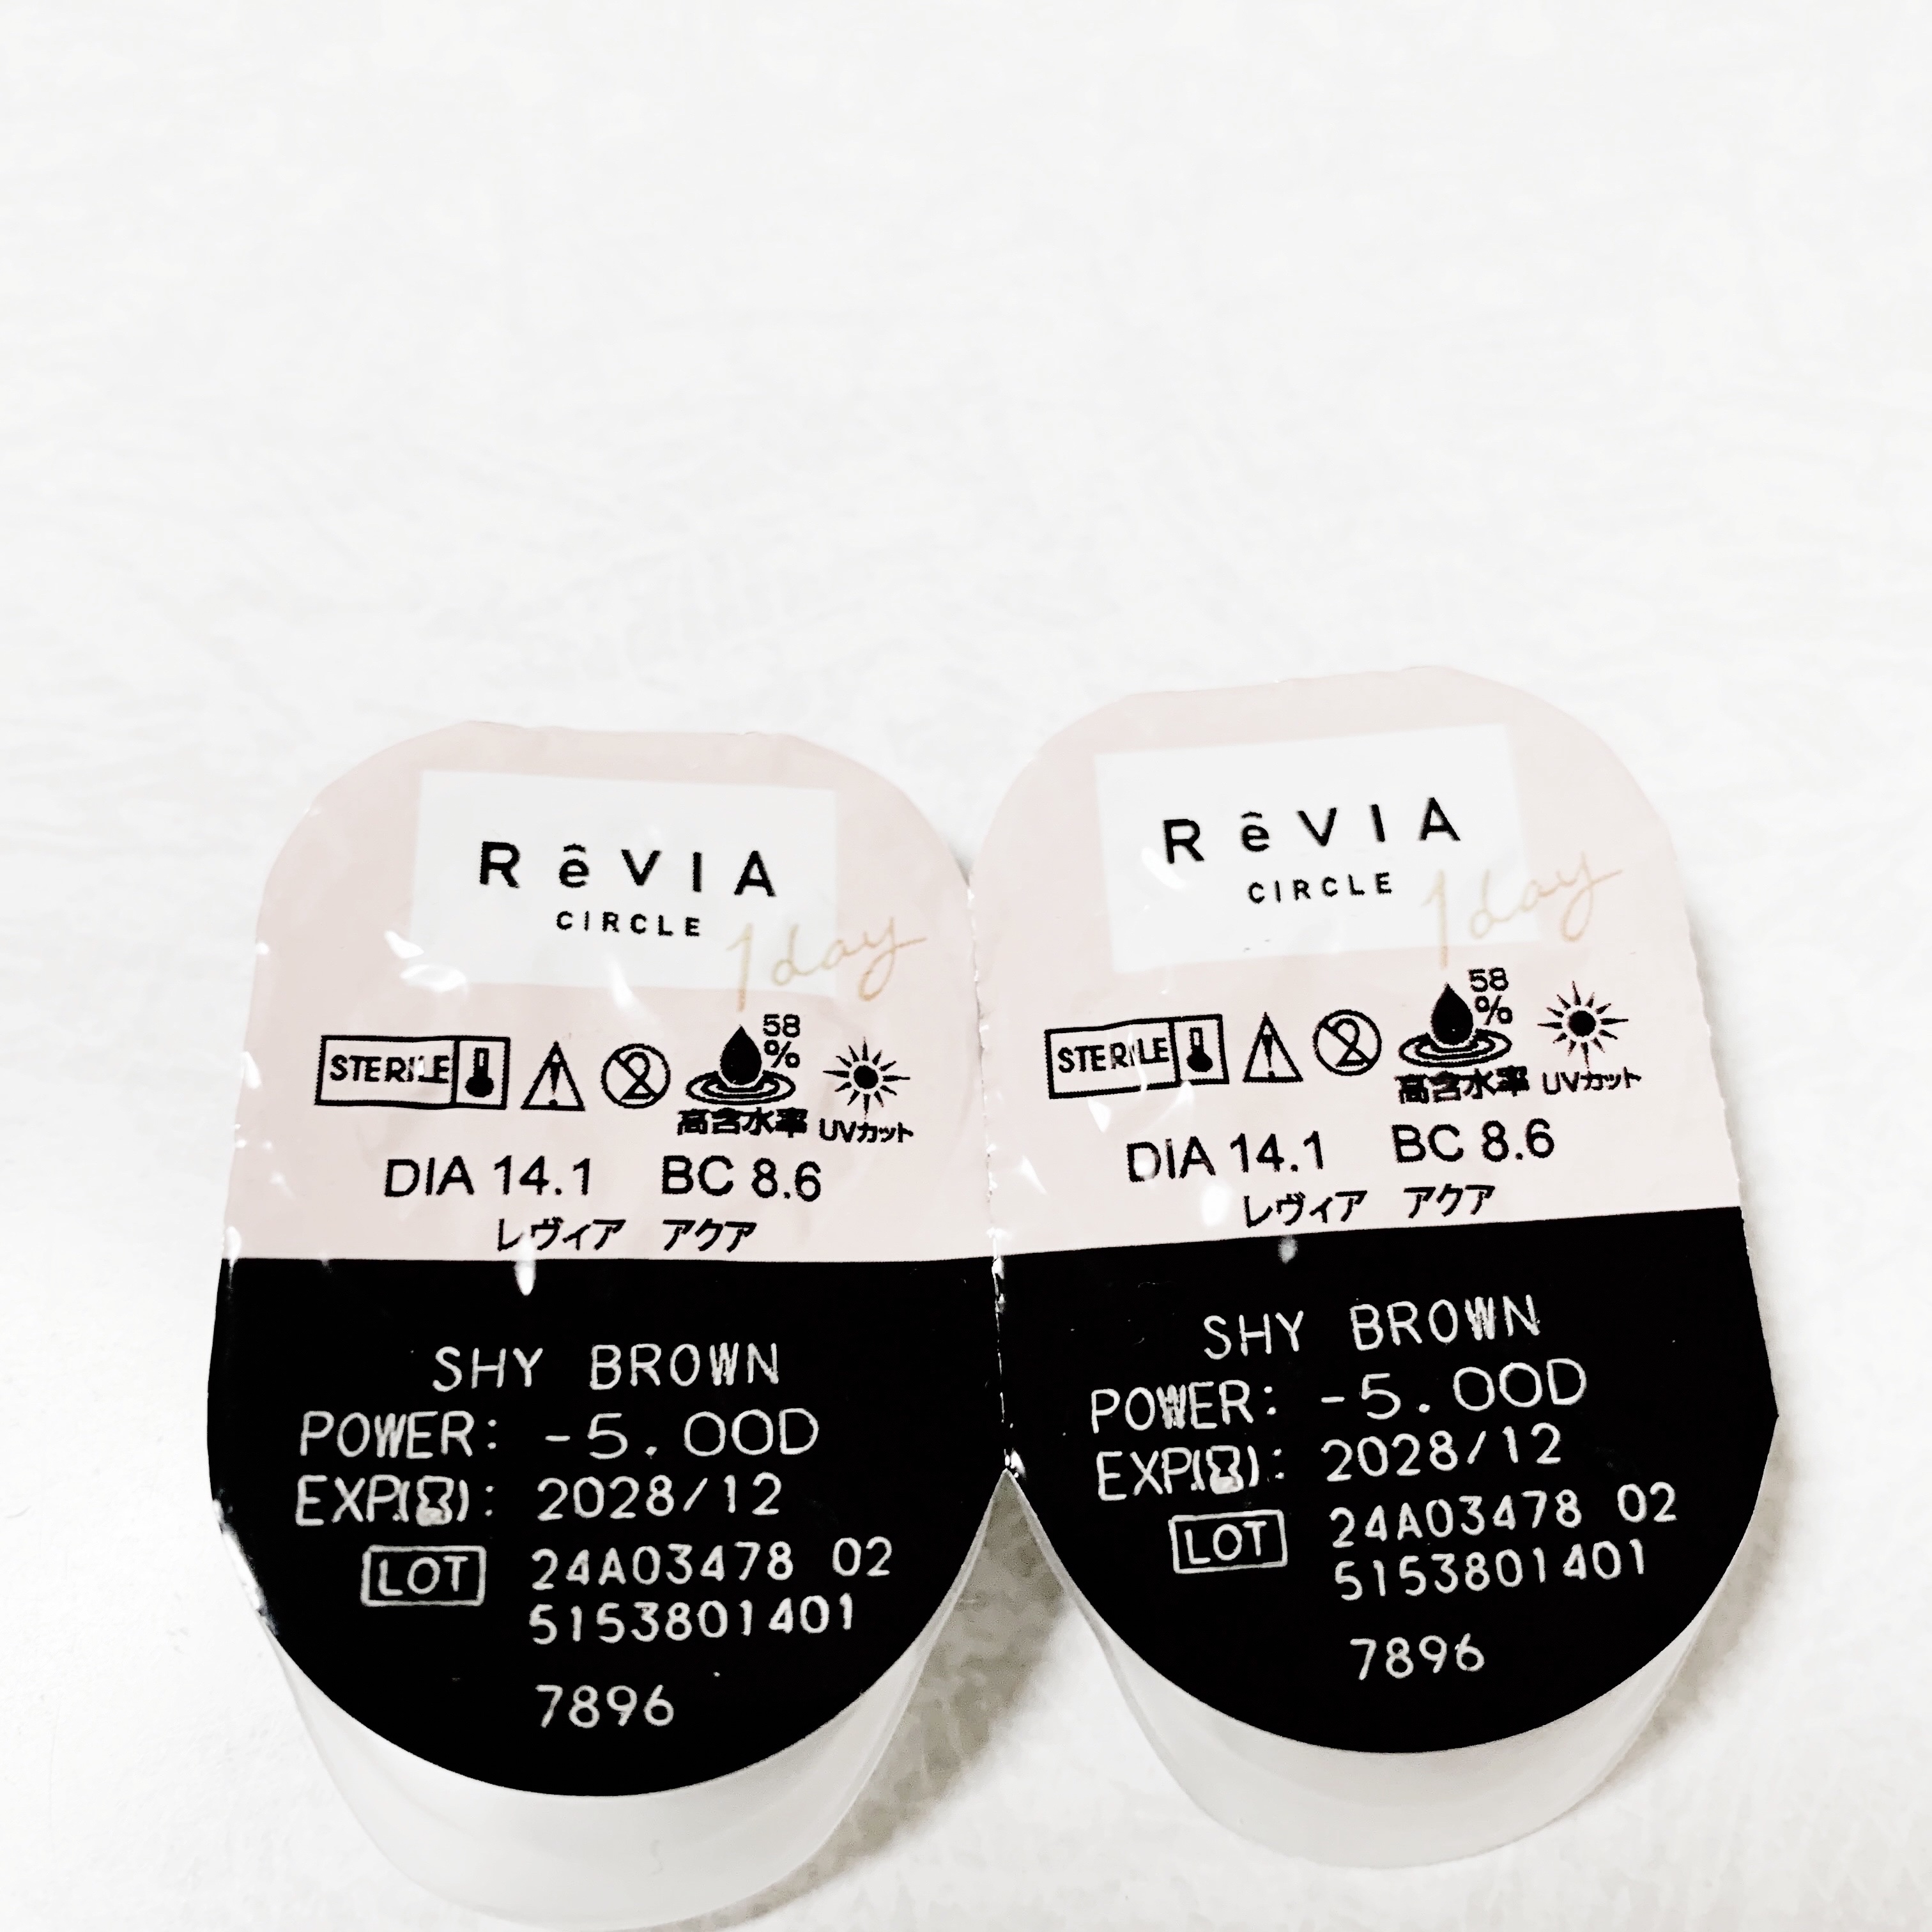 RêVIA
CIRCLE
1day
58
%
STERILE
高含水率
UVカット
DIA 14.1 BC 8.6
レヴィア アクア
SHY BROWN
POWER: -5.00D
EXP.(⌛): 2028/12
LOT 24A03478 02
5153801401
7896
RêVIA
CIRCLE
1day
58
%
STERILE
高含水率
UVカット
DIA 14.1 BC 8.6
レヴィア アクア
SHY BROWN
POWER: -5.00D
EXP.(⌛): 2028/12
LOT 24A03478 02
5153801401
7896